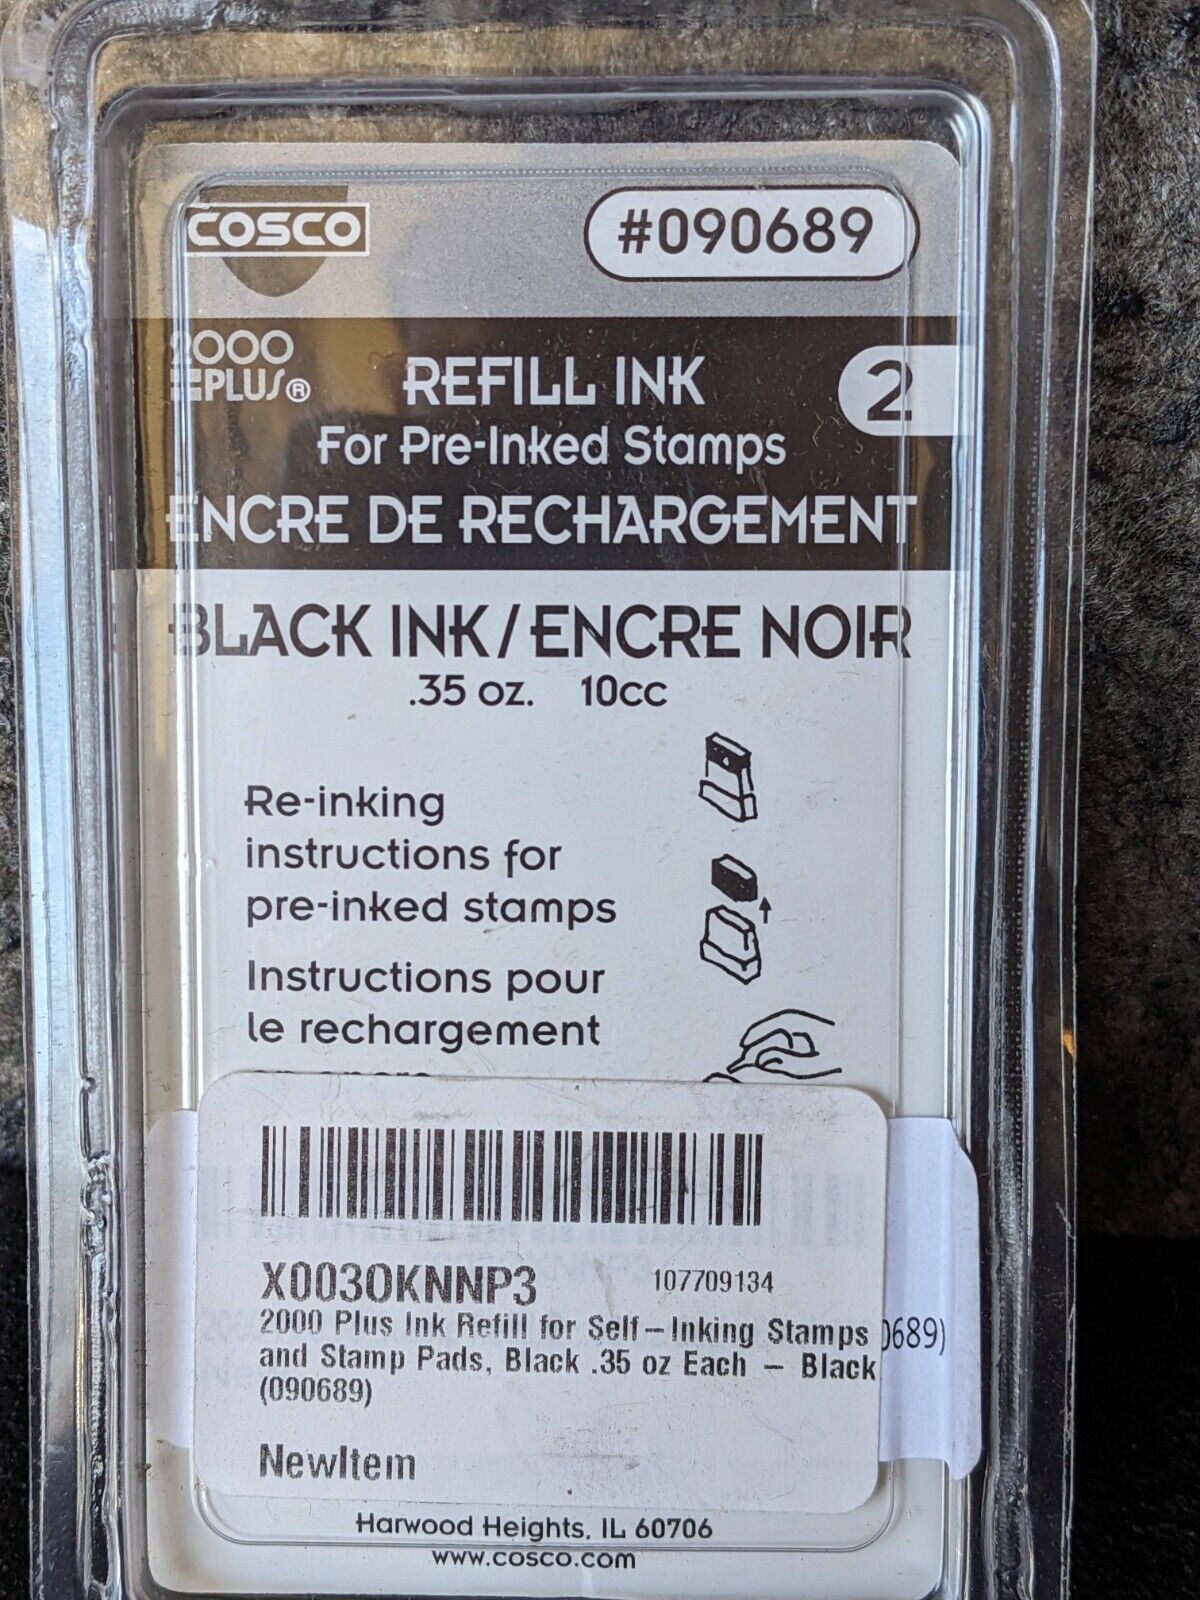 COSCO
#090689
2000
PLUS®
REFILL INK
2
For Pre-Inked Stamps
ENCRE DE RECHARGEMENT
BLACK INK/ENCRE NOIR
.35 oz. 10cc
Re-inking
instructions for
pre-inked stamps
Instructions pour
le rechargement
X003OKNNP3 107709134
2000 Plus Ink Refill for Self-Inking Stamps
0689)
and Stamp Pads, Black .35 oz Each - Black
(090689)
NewItem
Harwood Heights, IL 60706
www.cosco.com